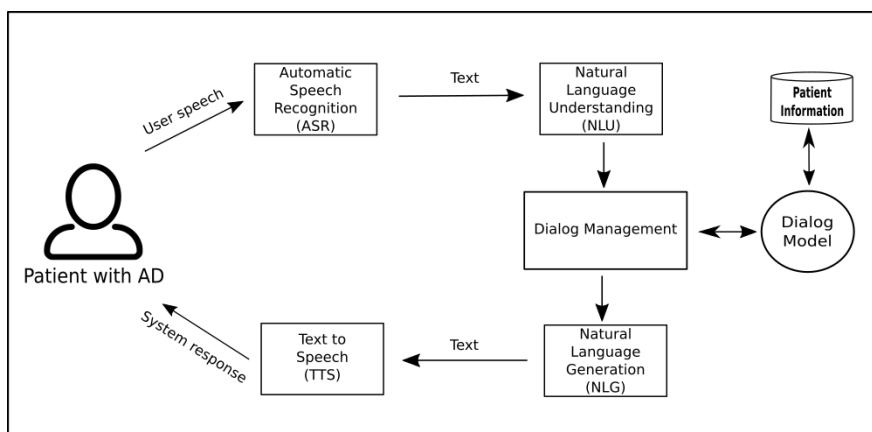 User speech
Automatic
Speech
Recognition
(ASR)
Text
Natural
Language
Understanding
(NLU)
Patient
Information
Dialog Management
Dialog
Model
Patient with AD
System response
Text to
Speech
(TTS)
Text
Natural
Language
Generation
(NLG)